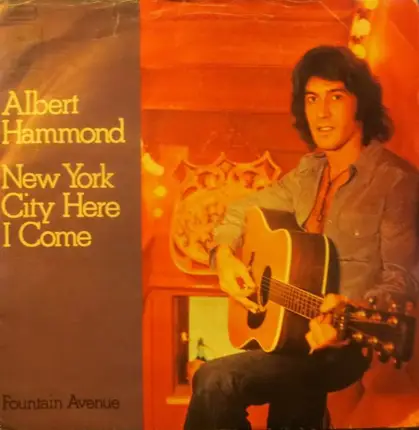 Albert
Hammond
New York
City Here
I Come
Fountain Avenue